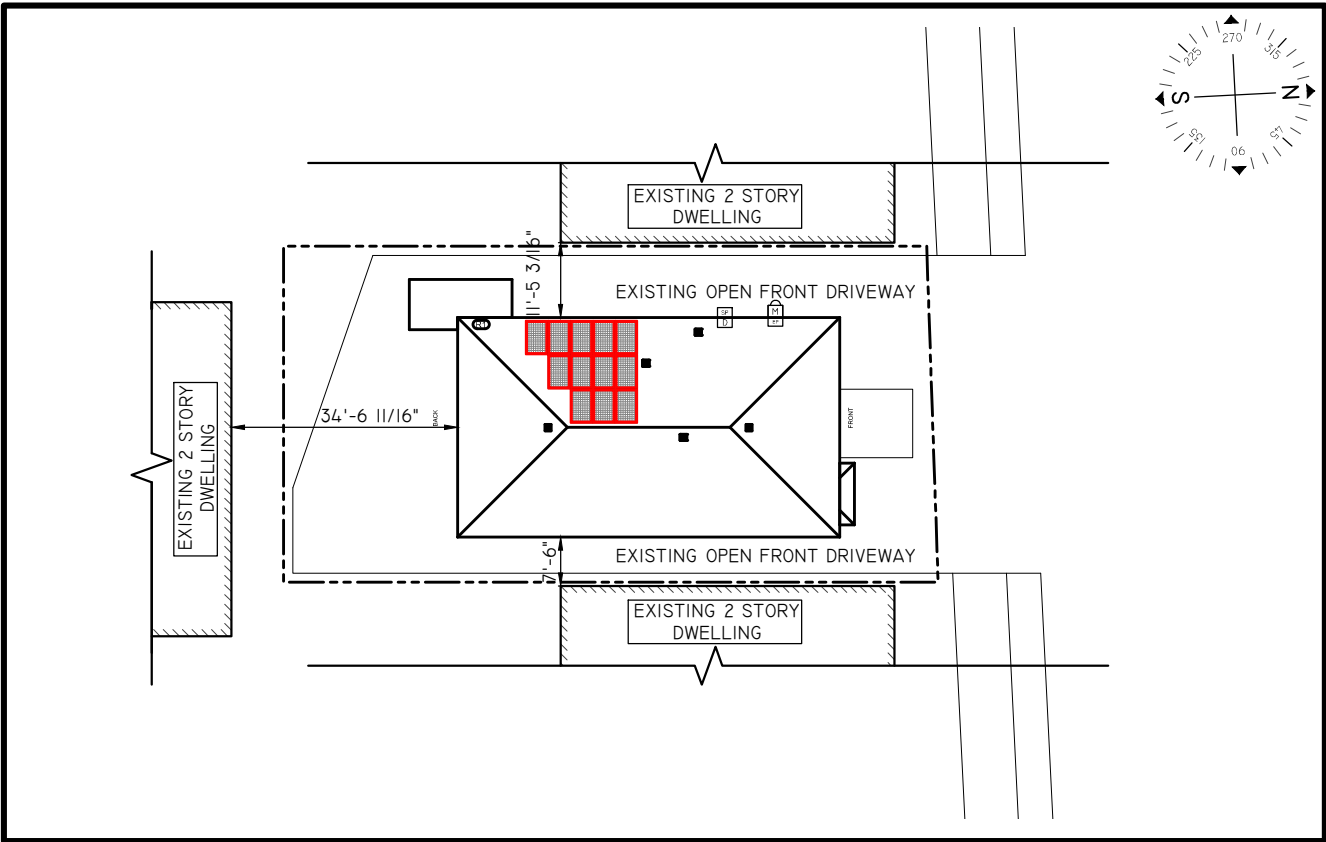 270
225
315
S
N
135
45
90
EXISTING 2 STORY
DWELLING
11'-5 3/16"
EXISTING OPEN FRONT DRIVEWAY
SP
D
M
EP
R1
EXISTING 2 STORY
DWELLING
34'-6 11/16"
BACK
FRONT
7'-6"
EXISTING OPEN FRONT DRIVEWAY
EXISTING 2 STORY
DWELLING